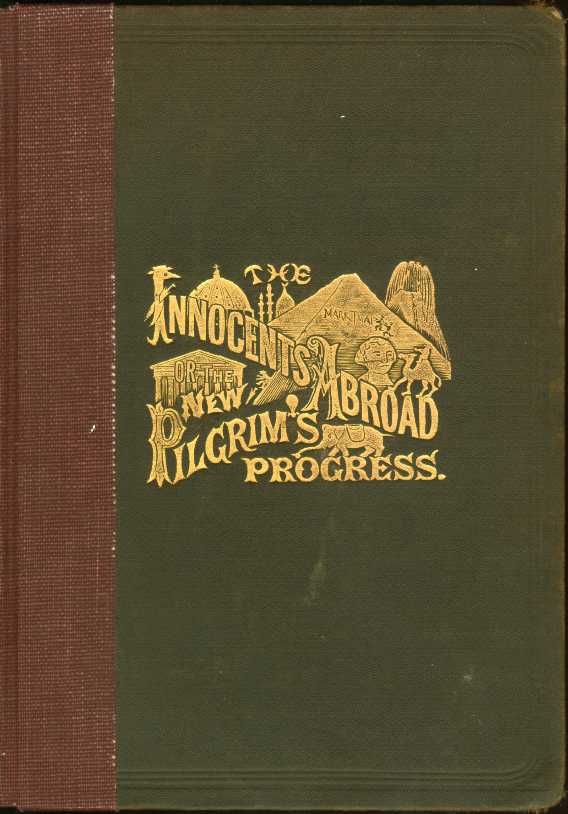 THE
INNOCENTS ABROAD
OR THE
NEW
PILGRIM'S
PROGRESS.
MARK TWAIN